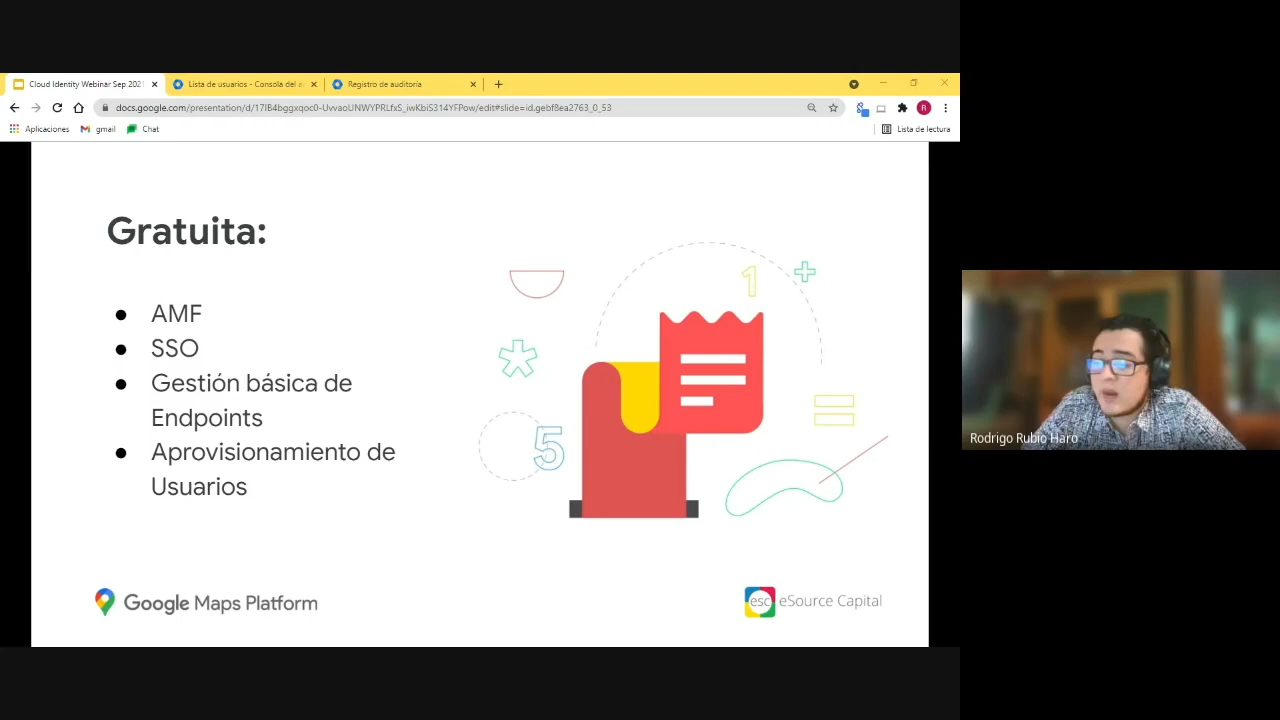 Cloud Identity Webinar Sep 2021
Lista de usuarios - Consola del a
Registro de auditoría
docs.google.com/presentation/d/17IB4bggxqoc0-UvvaoUNWYPRLfxS_iwKbiS314YFPow/edit#slide=id.gebf8ea2763_0_53
R
Aplicaciones
gmail
Chat
Lista de lectura
Gratuita:
● AMF
● SSO
● Gestión básica de
Endpoints
● Aprovisionamiento de
Usuarios
1
+
*
5
=
Google Maps Platform
esc eSource Capital
Rodrigo Rubio Haro